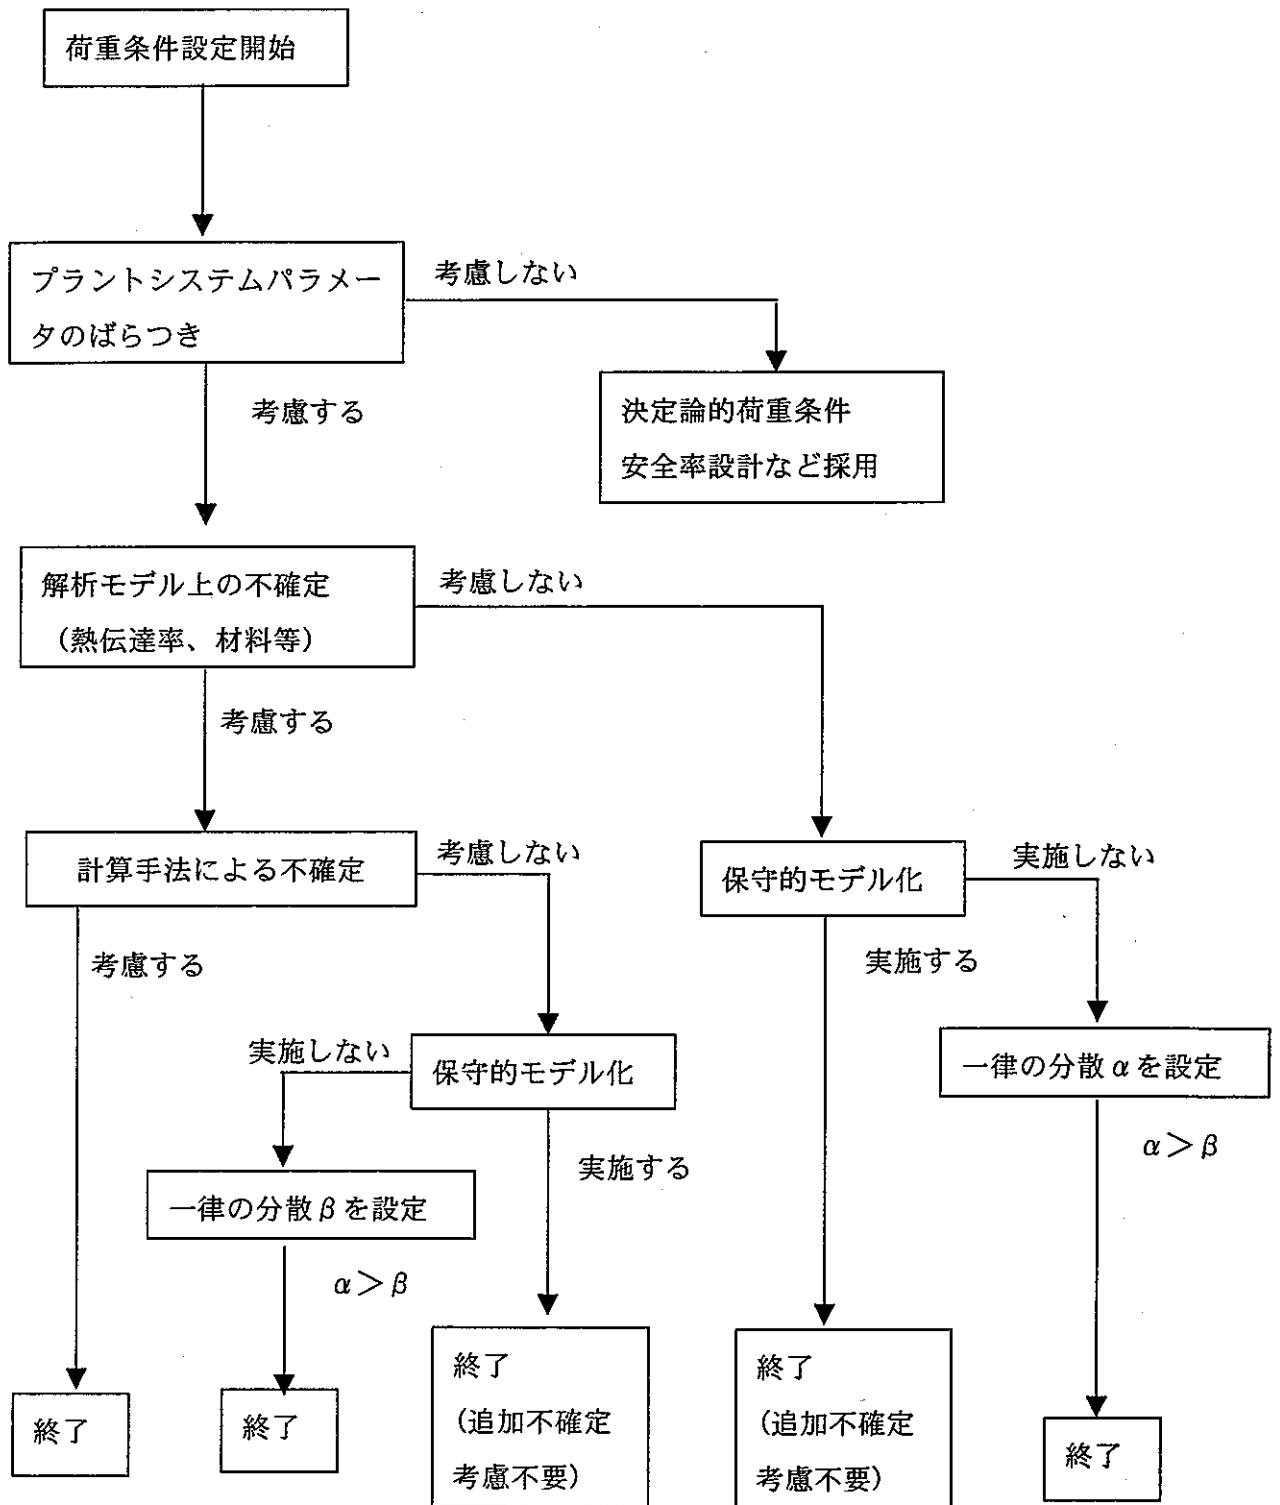 荷重条件設定開始
プラントシステムパラメー
タのばらつき
考慮しない
考慮する
決定論的荷重条件
安全率設計など採用
解析モデル上の不確定
（熱伝達率、材料等）
考慮しない
考慮する
計算手法による不確定
考慮しない
保守的モデル化
実施しない
考慮する
実施する
実施しない
保守的モデル化
一律の分散αを設定
α＞β
実施する
一律の分散βを設定
α＞β
終了
終了
終了
(追加不確定
考慮不要）
終了
(追加不確定
考慮不要）
終了